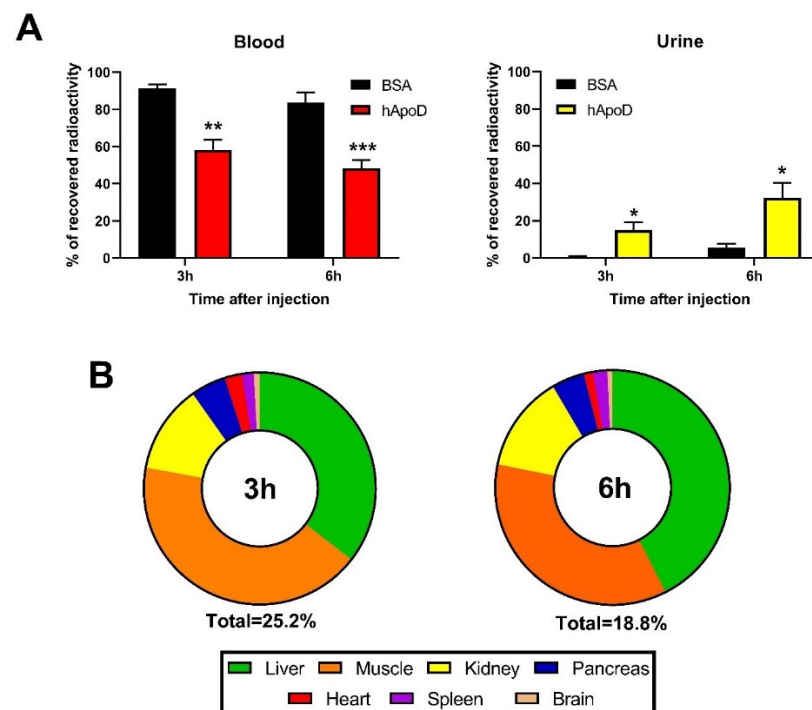 A
Blood
% of recovered radioactivity
100
80
60
40
20
0
BSA
hApoD
**
***
3h
6h
Time after injection
Urine
% of recovered radioactivity
100
80
60
40
20
0
BSA
hApoD
*
*
3h
6h
Time after injection
B
3h
Total=25.2%
6h
Total=18.8%
Liver Muscle Kidney Pancreas
Heart Spleen Brain